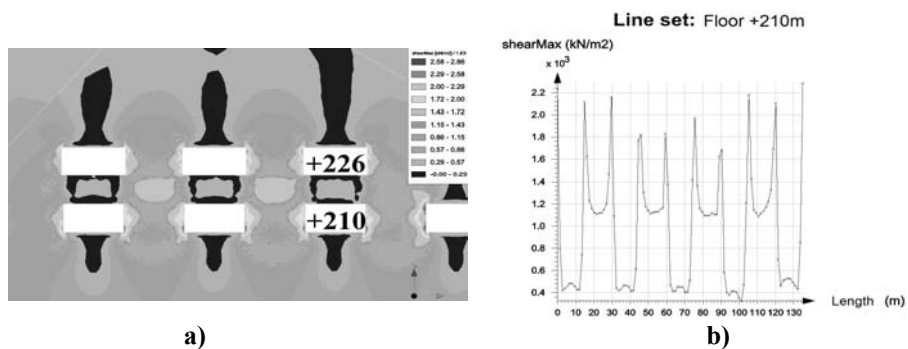 shearMax [kN/m2]*1.E3
2.58 - 2.86
2.29 - 2.58
2.00 - 2.29
1.72 - 2.00
1.43 - 1.72
1.15 - 1.43
0.86 - 1.15
0.57 - 0.86
0.29 - 0.57
-0.00 - 0.29
+226
+210
a)
Line set: Floor +210m
shearMax (kN/m2)
x 10³
2.2
2.0
1.8
1.6
1.4
1.2
1.0
0.8
0.6
0.4
0 10 20 30 40 50 60 70 80 90 100 110 120 130
Length (m)
b)